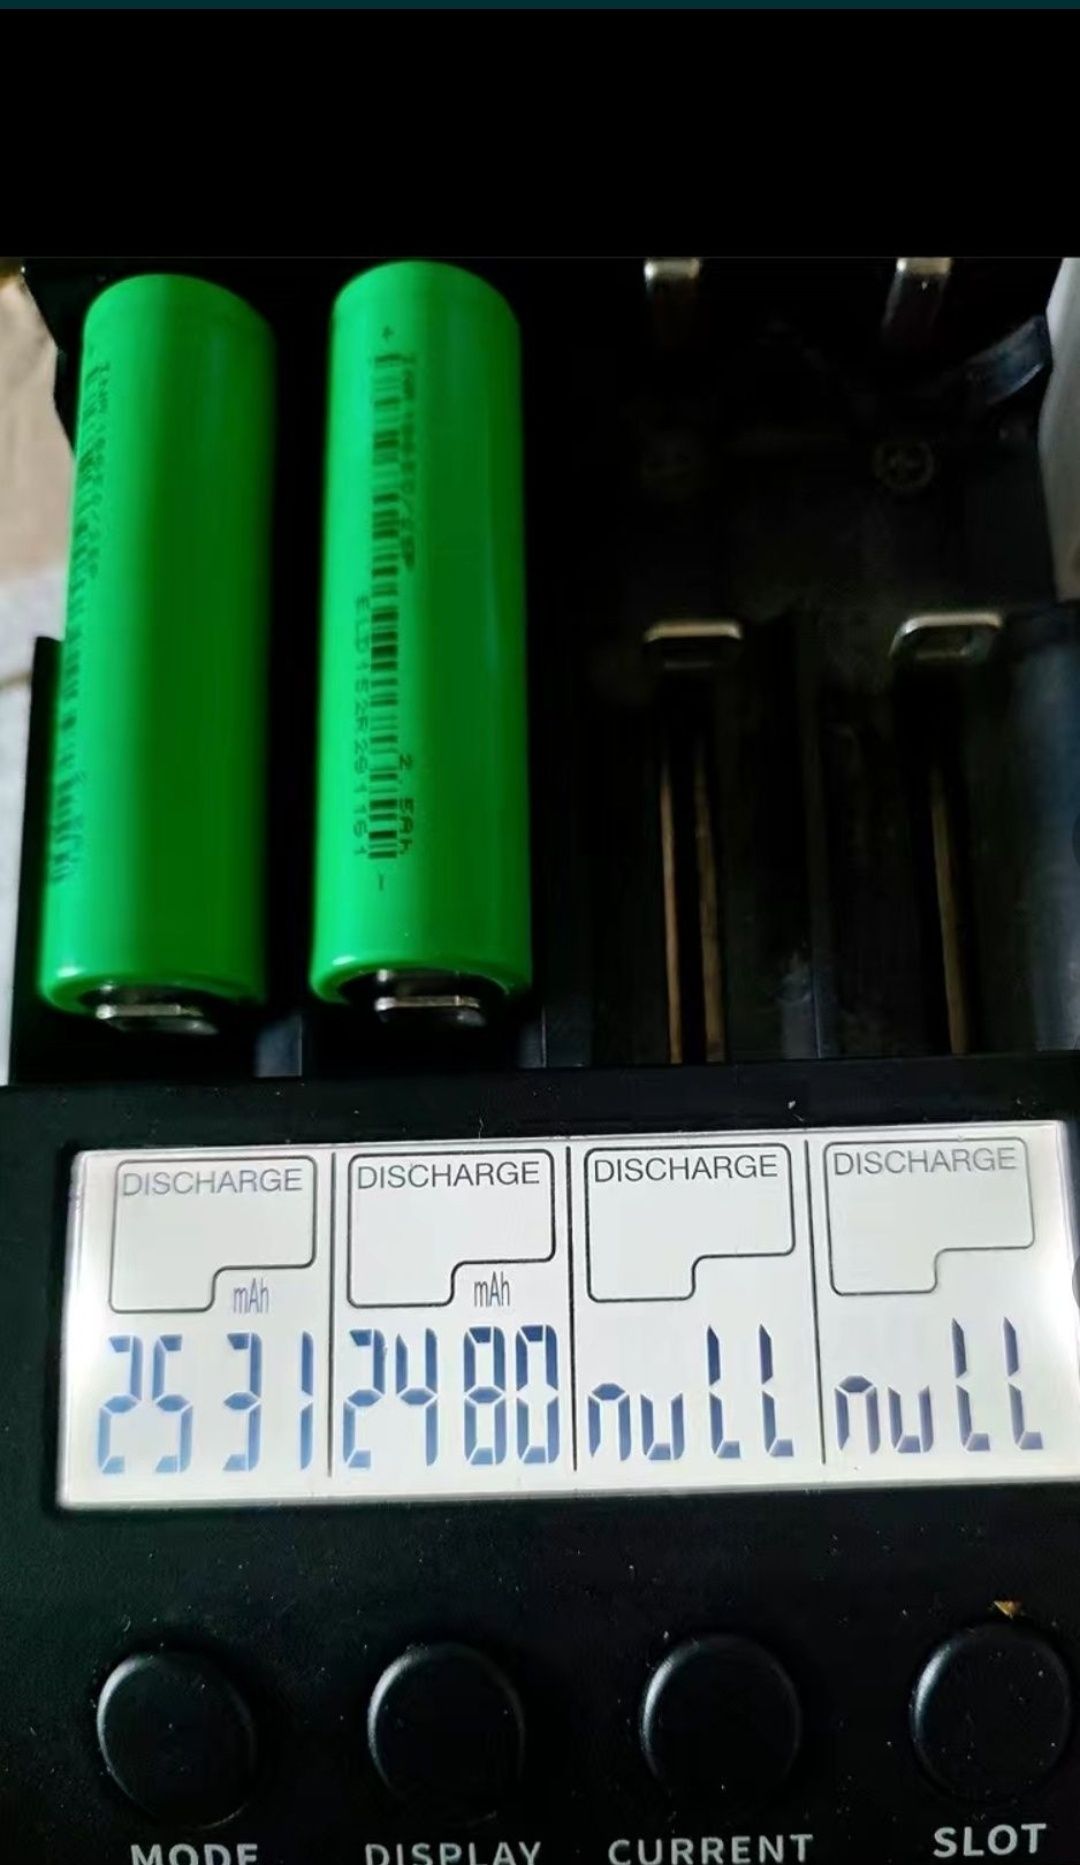 2.5Ah
DISCHARGE DISCHARGE DISCHARGE DISCHARGE
mAh mAh
2531 2480 null null
MODE DISPLAY CURRENT SLOT